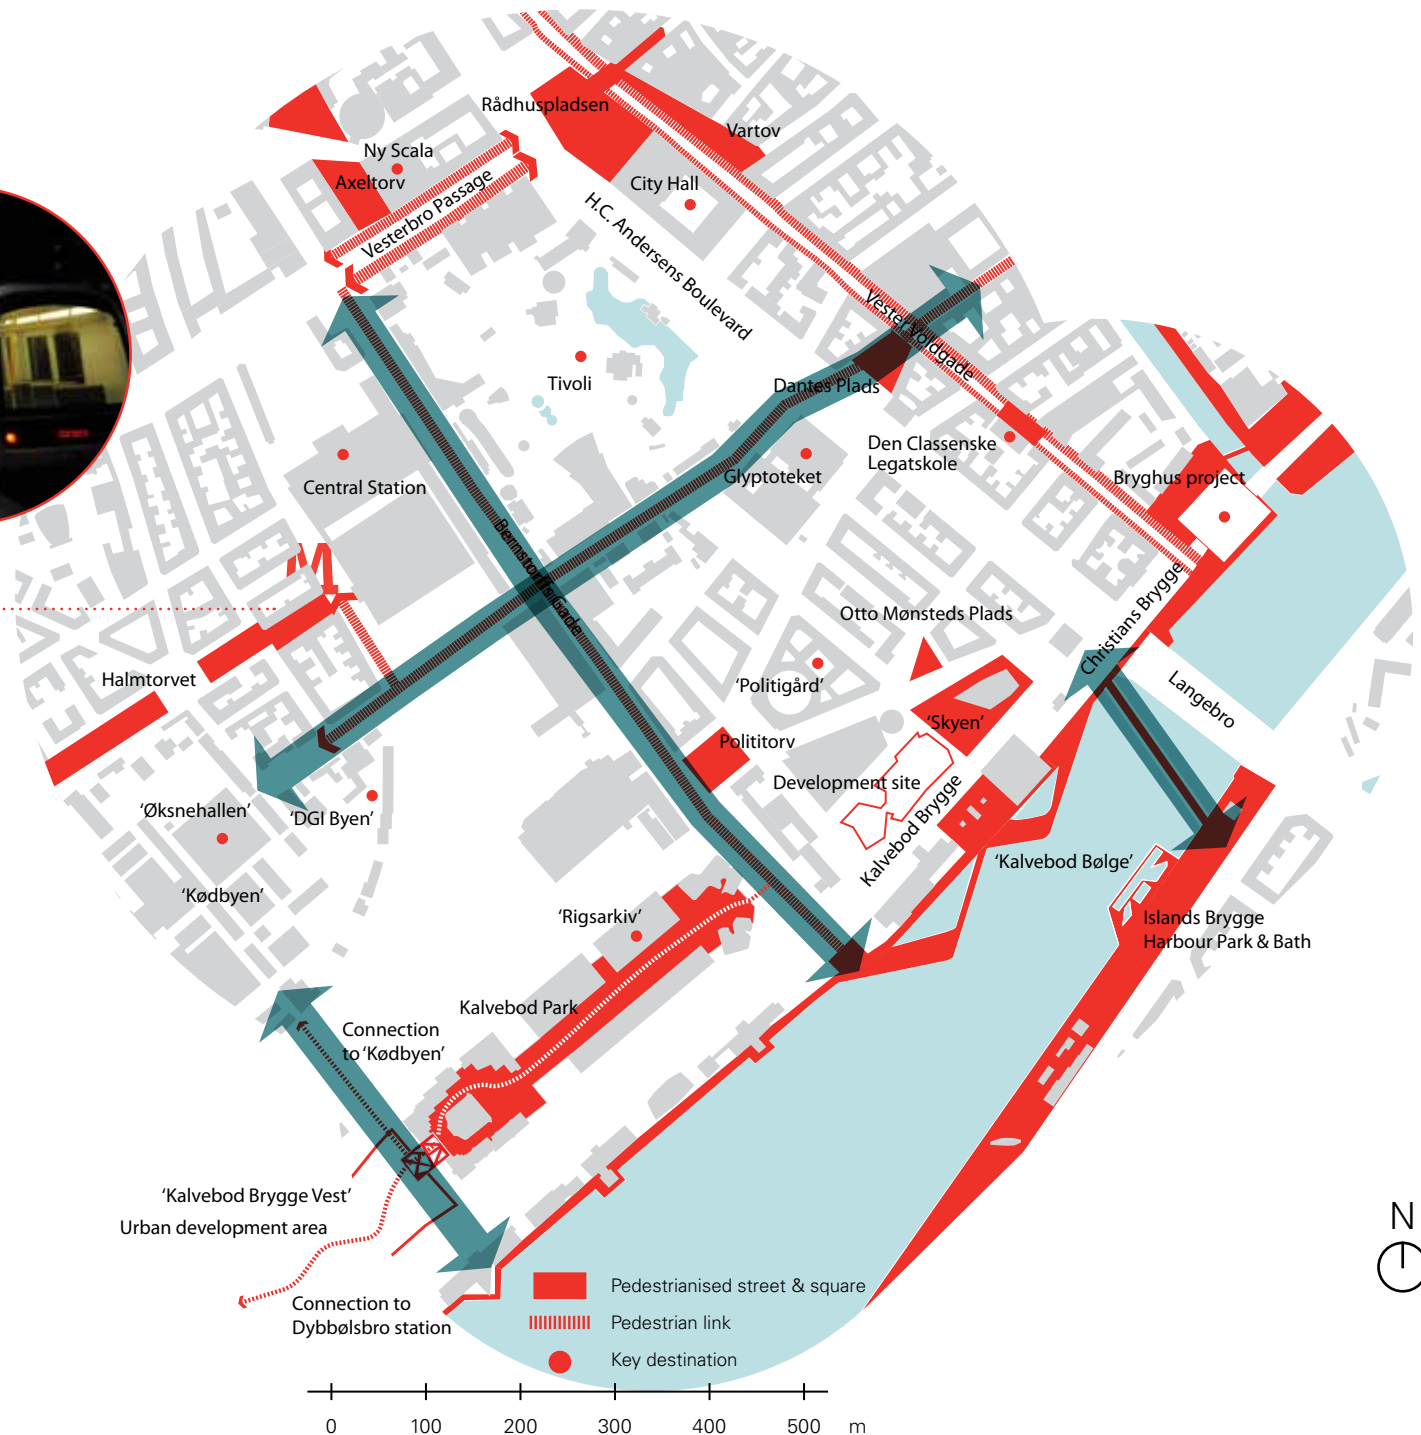 Rådhuspladsen
Vartov
Ny Scala
Axeltorv
City Hall
Vesterbro Passage
H.C. Andersens Boulevard
Vester Voldgade
Tivoli
Dantes Plads
Den Classenske
Legatskole
Glyptoteket
Bryghus project
Central Station
Bernstorffs Gade
Christians Brygge
Otto Mønsteds Plads
Halmtorvet
'Politigård'
Langebro
'Skyen'
Polititorv
Development site
Kalvebod Brygge
'Øksnehallen'
'DGI Byen'
'Kalvebod Bølge'
'Kødbyen'
'Rigsarkiv'
Islands Brygge
Harbour Park & Bath
Kalvebod Park
Connection
to 'Kødbyen'
'Kalvebod Brygge Vest'
Urban development area
Connection to
Dybbølsbro station
N
Pedestrianised street & square
Pedestrian link
Key destination
0 100 200 300 400 500 m